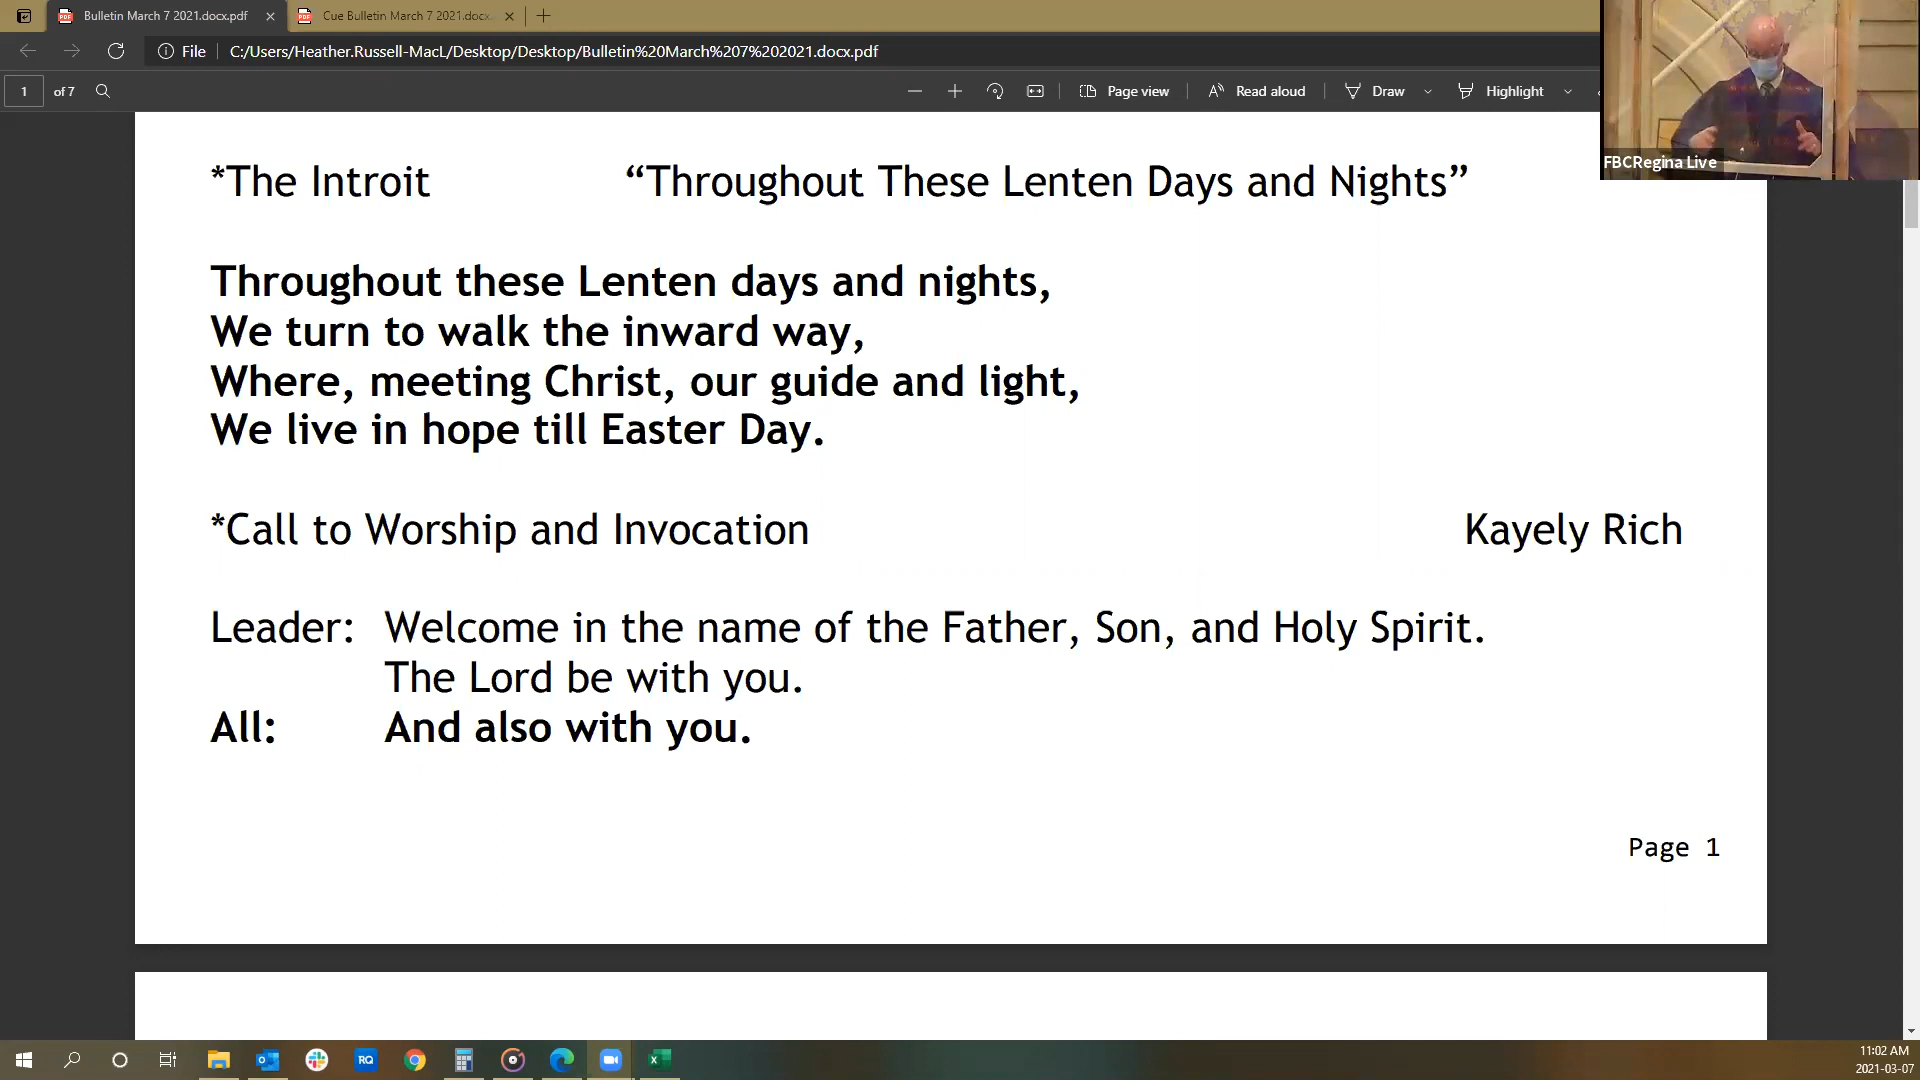 Bulletin March 7 2021.docx.pdf
Cue Bulletin March 7 2021.docx.
File
C:/Users/Heather.Russell-MacL/Desktop/Desktop/Bulletin%20March%207%202021.docx.pdf
1 of 7
Page view
Read aloud
Draw
Highlight
FBCRegina Live
*The Introit “Throughout These Lenten Days and Nights”
Throughout these Lenten days and nights,
We turn to walk the inward way,
Where, meeting Christ, our guide and light,
We live in hope till Easter Day.
*Call to Worship and Invocation Kayely Rich
Leader: Welcome in the name of the Father, Son, and Holy Spirit.
The Lord be with you.
All: And also with you.
Page 1
RQ
11:02 AM
2021-03-07